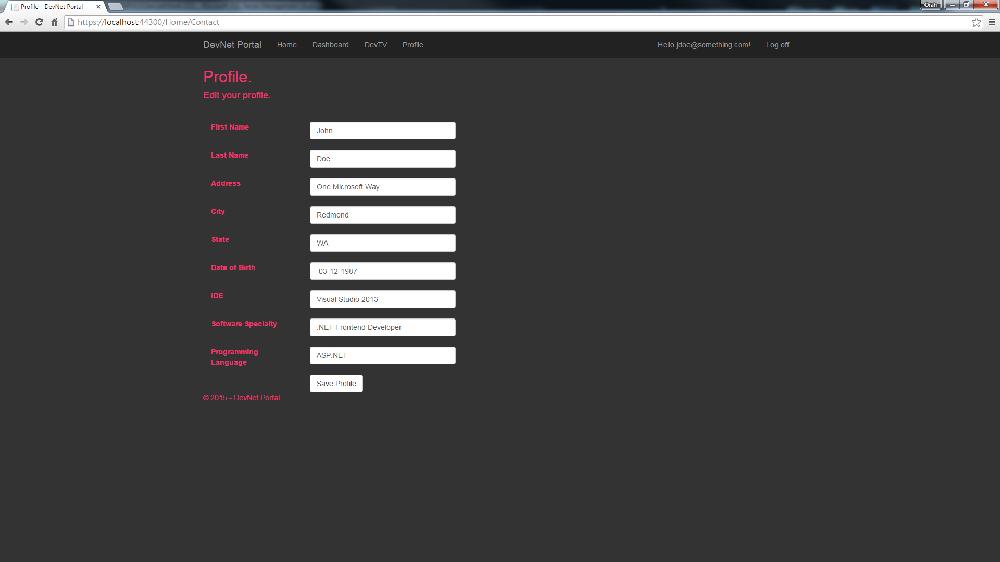 Profile - DevNet Portal
Orah
https://localhost:44300/Home/Contact
DevNet Portal Home Dashboard DevTV Profile Hello jdoe@something.com! Log off
Profile.
Edit your profile.
First Name John
Last Name Doe
Address One Microsoft Way
City Redmond
State WA
Date of Birth 03-12-1987
IDE Visual Studio 2013
Software Specialty .NET Frontend Developer
Programming
Language ASP.NET
Save Profile
© 2015 - DevNet Portal